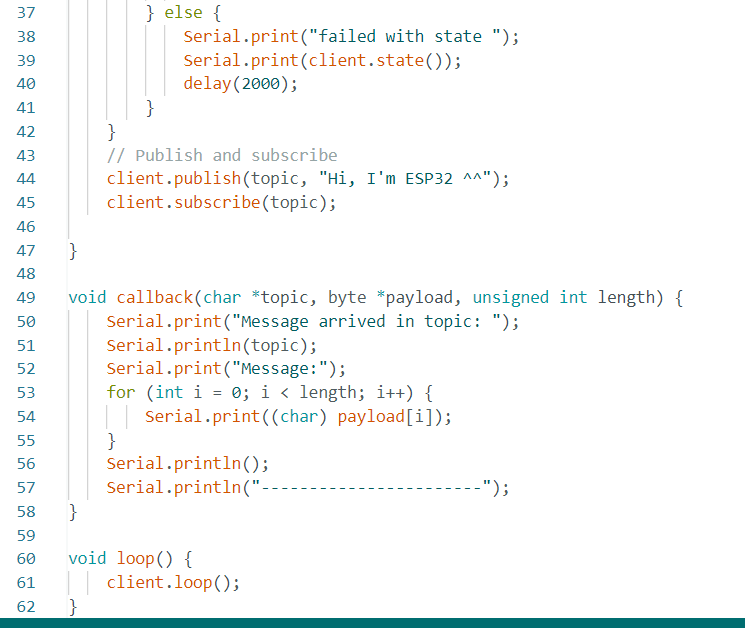 37        } else {
38            Serial.print("failed with state ");
39            Serial.print(client.state());
40            delay(2000);
41        }
42    }
43    // Publish and subscribe
44    client.publish(topic, "Hi, I'm ESP32 ^^");
45    client.subscribe(topic);
46
47 }
48
49 void callback(char *topic, byte *payload, unsigned int length) {
50    Serial.print("Message arrived in topic: ");
51    Serial.println(topic);
52    Serial.print("Message:");
53    for (int i = 0; i < length; i++) {
54        Serial.print((char) payload[i]);
55    }
56    Serial.println();
57    Serial.println("-----------------------");
58 }
59
60 void loop() {
61    client.loop();
62 }